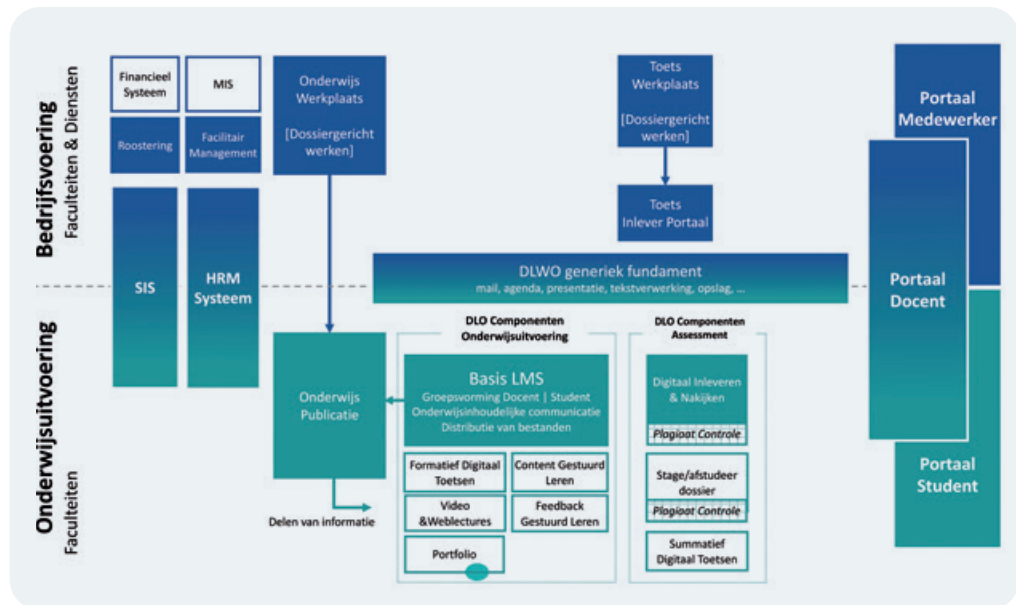 Bedrijfsvoering
Faculteiten & Diensten
Financieel
Systeem
MIS
Roostering
Facilitair
Management
SIS
HRM
Systeem
Onderwijs
Werkplaats
[Dossiergericht
werken]
Toets
Werkplaats
[Dossiergericht
werken]
Toets
Inlever Portaal
DLWO generiek fundament
mail, agenda, presentatie, tekstverwerking, opslag, ...
Portaal
Medewerker
Portaal
Docent
Portaal
Student
Onderwijsuitvoering
Faculteiten
Onderwijs
Publicatie
Delen van informatie
DLO Componenten
Onderwijsuitvoering
Basis LMS
Groepsvorming Docent | Student
Onderwijsinhoudelijke communicatie
Distributie van bestanden
Formatief Digitaal
Toetsen
Content Gestuurd
Leren
Video
&Weblectures
Feedback
Gestuurd Leren
Portfolio
DLO Componenten
Assessment
Digitaal Inleveren
& Nakijken
Plagiaat Controle
Stage/afstudeer
dossier
Plagiaat Controle
Summatief
Digitaal Toetsen